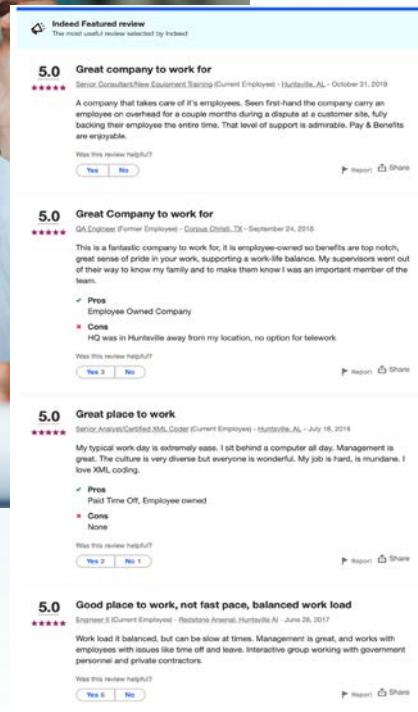 Indeed Featured review
The most useful review selected by Indeed
5.0
Great company to work for
Senior Consultant/New Equipment Training (Current Employee) - Huntsville, AL - October 31, 2019
A company that takes care of it's employees. Seen first-hand the company carry an
employee on overhead for a couple months during a dispute at a customer site, fully
backing their employee the entire time. That level of support is admirable. Pay & Benefits
are enjoyable.
Was this review helpful?
Yes No
Report Share
5.0
Great Company to work for
QA Engineer (Former Employee) - Corpus Christi, TX - September 24, 2018
This is a fantastic company to work for, it is employee-owned so benefits are top notch,
great sense of pride in your work, supporting a work-life balance. My supervisors went out
of their way to know my family and to make them know I was an important member of the
team.
Pros
Employee Owned Company
Cons
HQ was in Huntsville away from my location, no option for telework
Was this review helpful?
Yes 3 No
Report Share
5.0
Great place to work
Senior Analyst/Certified XML Coder (Current Employee) - Huntsville, AL - July 18, 2018
My typical work day is extremely ease. I sit behind a computer all day. Management is
great. The culture is very diverse but everyone is wonderful. My job is hard, is mundane. I
love XML coding.
Pros
Paid Time Off, Employee owned
Cons
None
Was this review helpful?
Yes 2 No 1
Report Share
5.0
Good place to work, not fast pace, balanced work load
Engineer II (Current Employee) - Redstone Arsenal, Huntsville Al - June 28, 2017
Work load it balanced, but can be slow at times. Management is great, and works with
employees with issues like time off and leave. Interactive group working with government
personnel and private contractors.
Was this review helpful?
Yes 6 No
Report Share